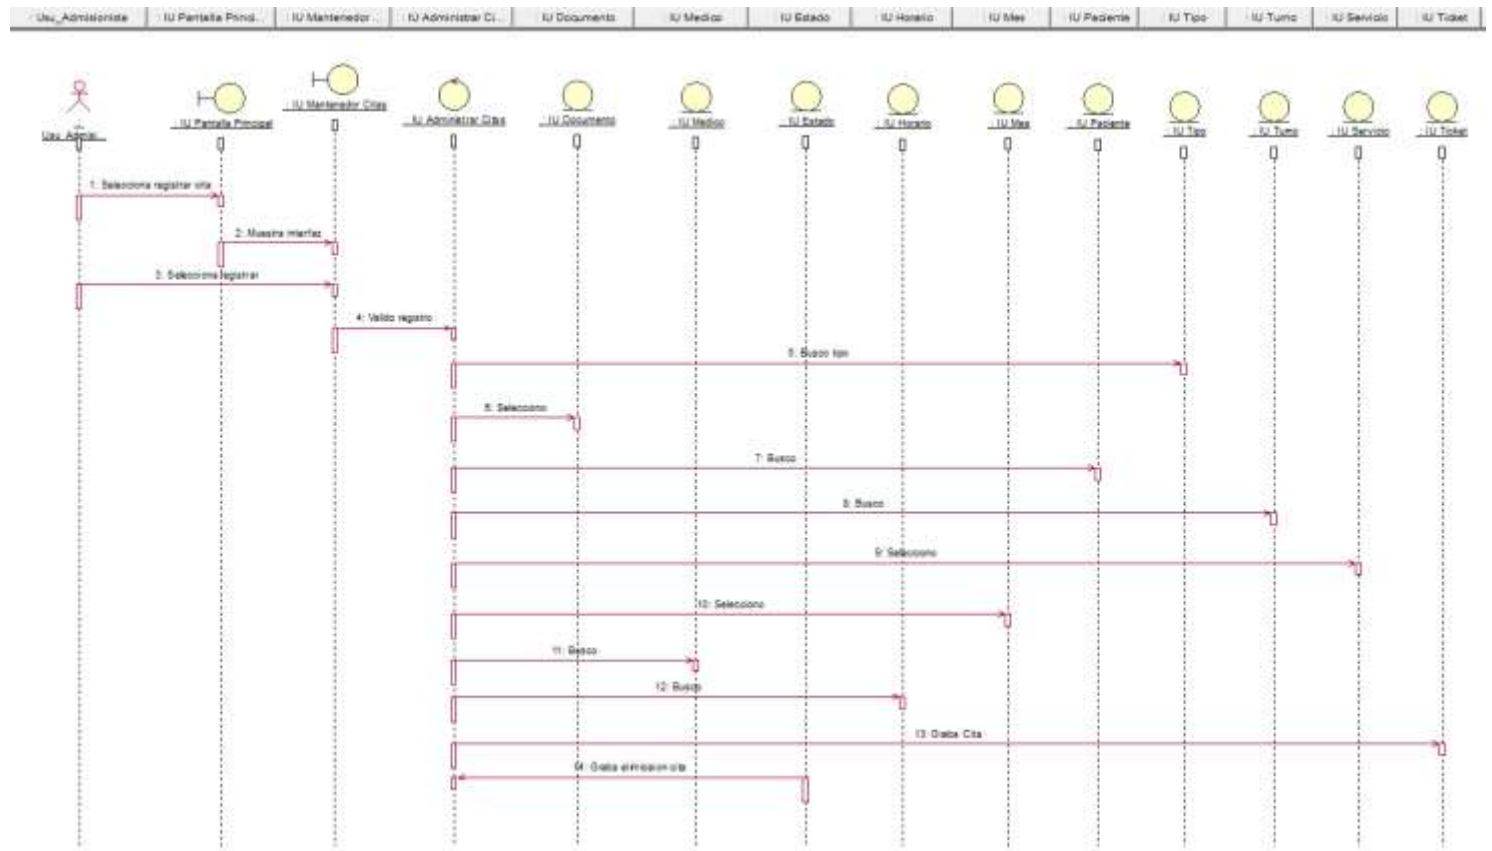 Usu_Admisionista
: IU Pantalla Princi...
: IU Mantenedor ...
: IU Administrar Ci...
IU Documento
IU Medico
IU Estado
: IU Horario
IU Mes
: IU Paciente
IU Tipo
: IU Turno
: IU Servicio
IU Ticket
: Usu_Admisi...
: IU Pantalla Principal
: IU Mantenedor Citas
: IU Administrar Citas
: IU Documento
: IU Medico
: IU Estado
: IU Horario
: IU Mes
: IU Paciente
: IU Tipo
: IU Turno
: IU Servicio
: IU Ticket
1: Selecciona registrar cita
2: Muestra interfaz
3: Selecciona registrar
4: Valido registro
5: Busco tipo
6: Selecciono
7: Busco
8: Busco
9: Selecciono
10: Selecciono
11: Busco
12: Busco
13: Graba Cita
14: Graba cita